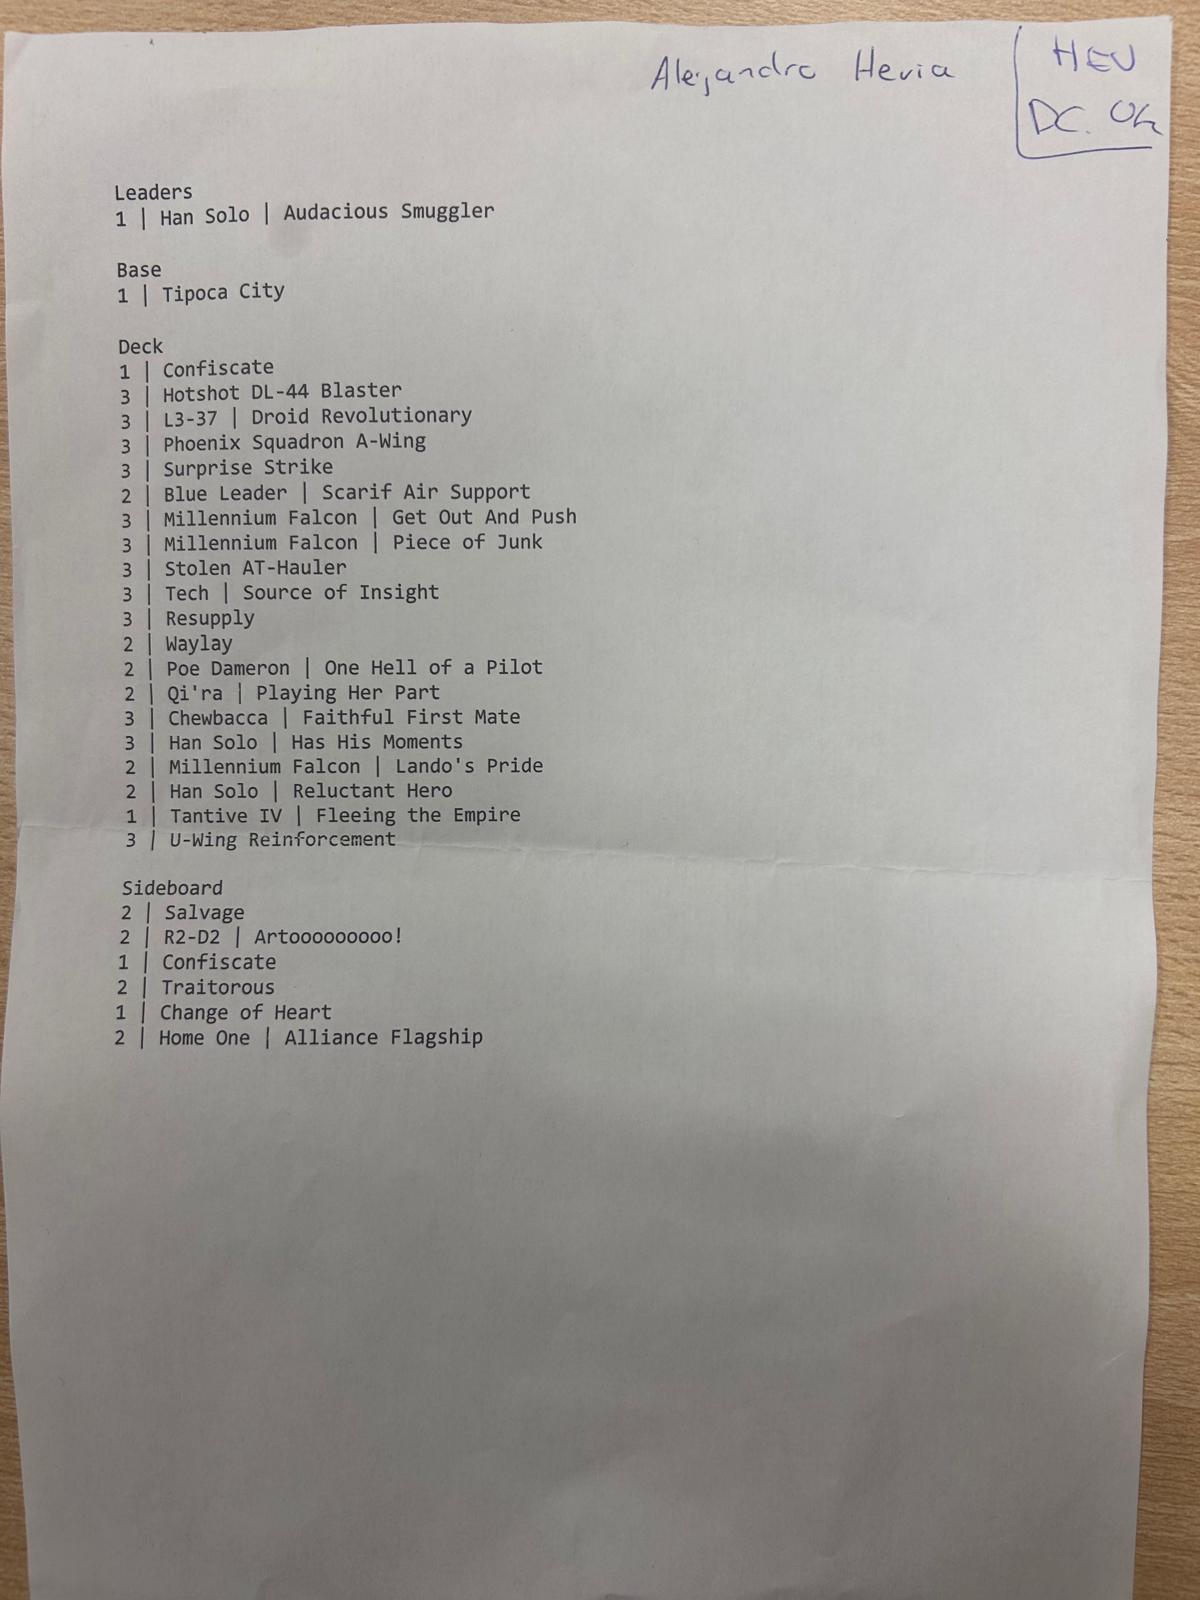 Alejandro Hevia
HEV
DC. Ok
Leaders
1 | Han Solo | Audacious Smuggler
Base
1 | Tipoca City
Deck
1 | Confiscate
3 | Hotshot DL-44 Blaster
3 | L3-37 | Droid Revolutionary
3 | Phoenix Squadron A-Wing
3 | Surprise Strike
2 | Blue Leader | Scarif Air Support
3 | Millennium Falcon | Get Out And Push
3 | Millennium Falcon | Piece of Junk
3 | Stolen AT-Hauler
3 | Tech | Source of Insight
3 | Resupply
2 | Waylay
2 | Poe Dameron | One Hell of a Pilot
2 | Qi'ra | Playing Her Part
3 | Chewbacca | Faithful First Mate
3 | Han Solo | Has His Moments
2 | Millennium Falcon | Lando's Pride
2 | Han Solo | Reluctant Hero
1 | Tantive IV | Fleeing the Empire
3 | U-Wing Reinforcement
Sideboard
2 | Salvage
2 | R2-D2 | Artooooooooo!
1 | Confiscate
2 | Traitorous
1 | Change of Heart
2 | Home One | Alliance Flagship